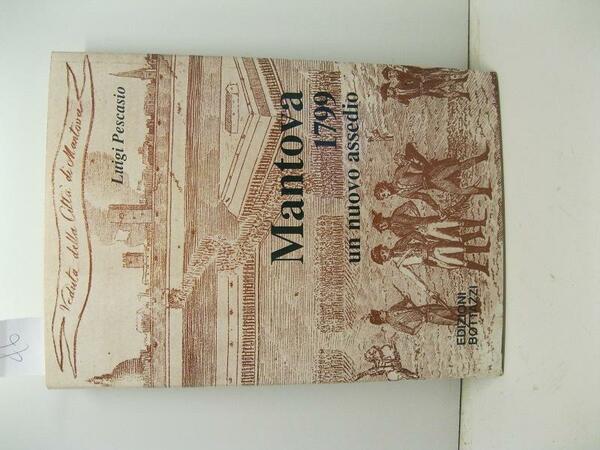 Veduta della Città di Mantova
Luigi Pescasio
Mantova
1799
un nuovo assedio
EDIZIONI
BOTTAZZI